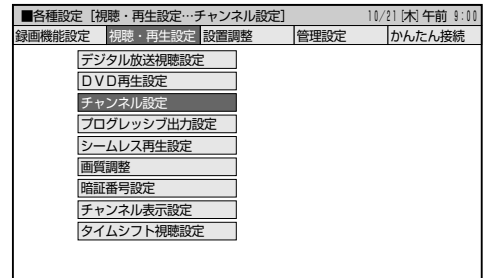 ■各種設定［視聴・再生設定…チャンネル設定］ 10/21［木］午前 9:00
録画機能設定 視聴・再生設定 設置調整 管理設定 かんたん接続
デジタル放送視聴設定
ＤＶＤ再生設定
チャンネル設定
プログレッシブ出力設定
シームレス再生設定
画質調整
暗証番号設定
チャンネル表示設定
タイムシフト視聴設定